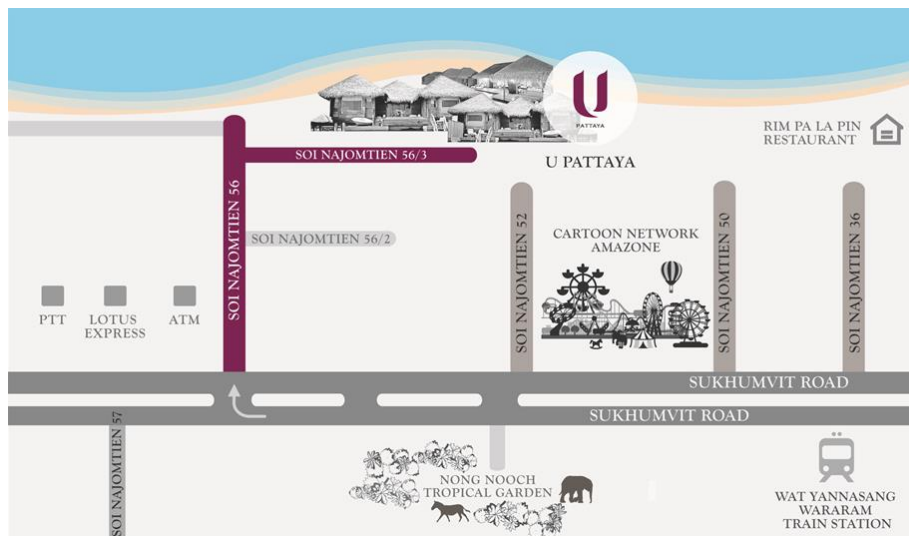 U
PATTAYA
U PATTAYA
RIM PA LA PIN
RESTAURANT
SOI NAJOMTIEN 56/3
SOI NAJOMTIEN 56
SOI NAJOMTIEN 56/2
SOI NAJOMTIEN 52
CARTOON NETWORK
AMAZONE
SOI NAJOMTIEN 50
SOI NAJOMTIEN 36
PTT
LOTUS
EXPRESS
ATM
SUKHUMVIT ROAD
SUKHUMVIT ROAD
SOI NAJOMTIEN 57
NONG NOOCH
TROPICAL GARDEN
WAT YANNASANG
WARARAM
TRAIN STATION